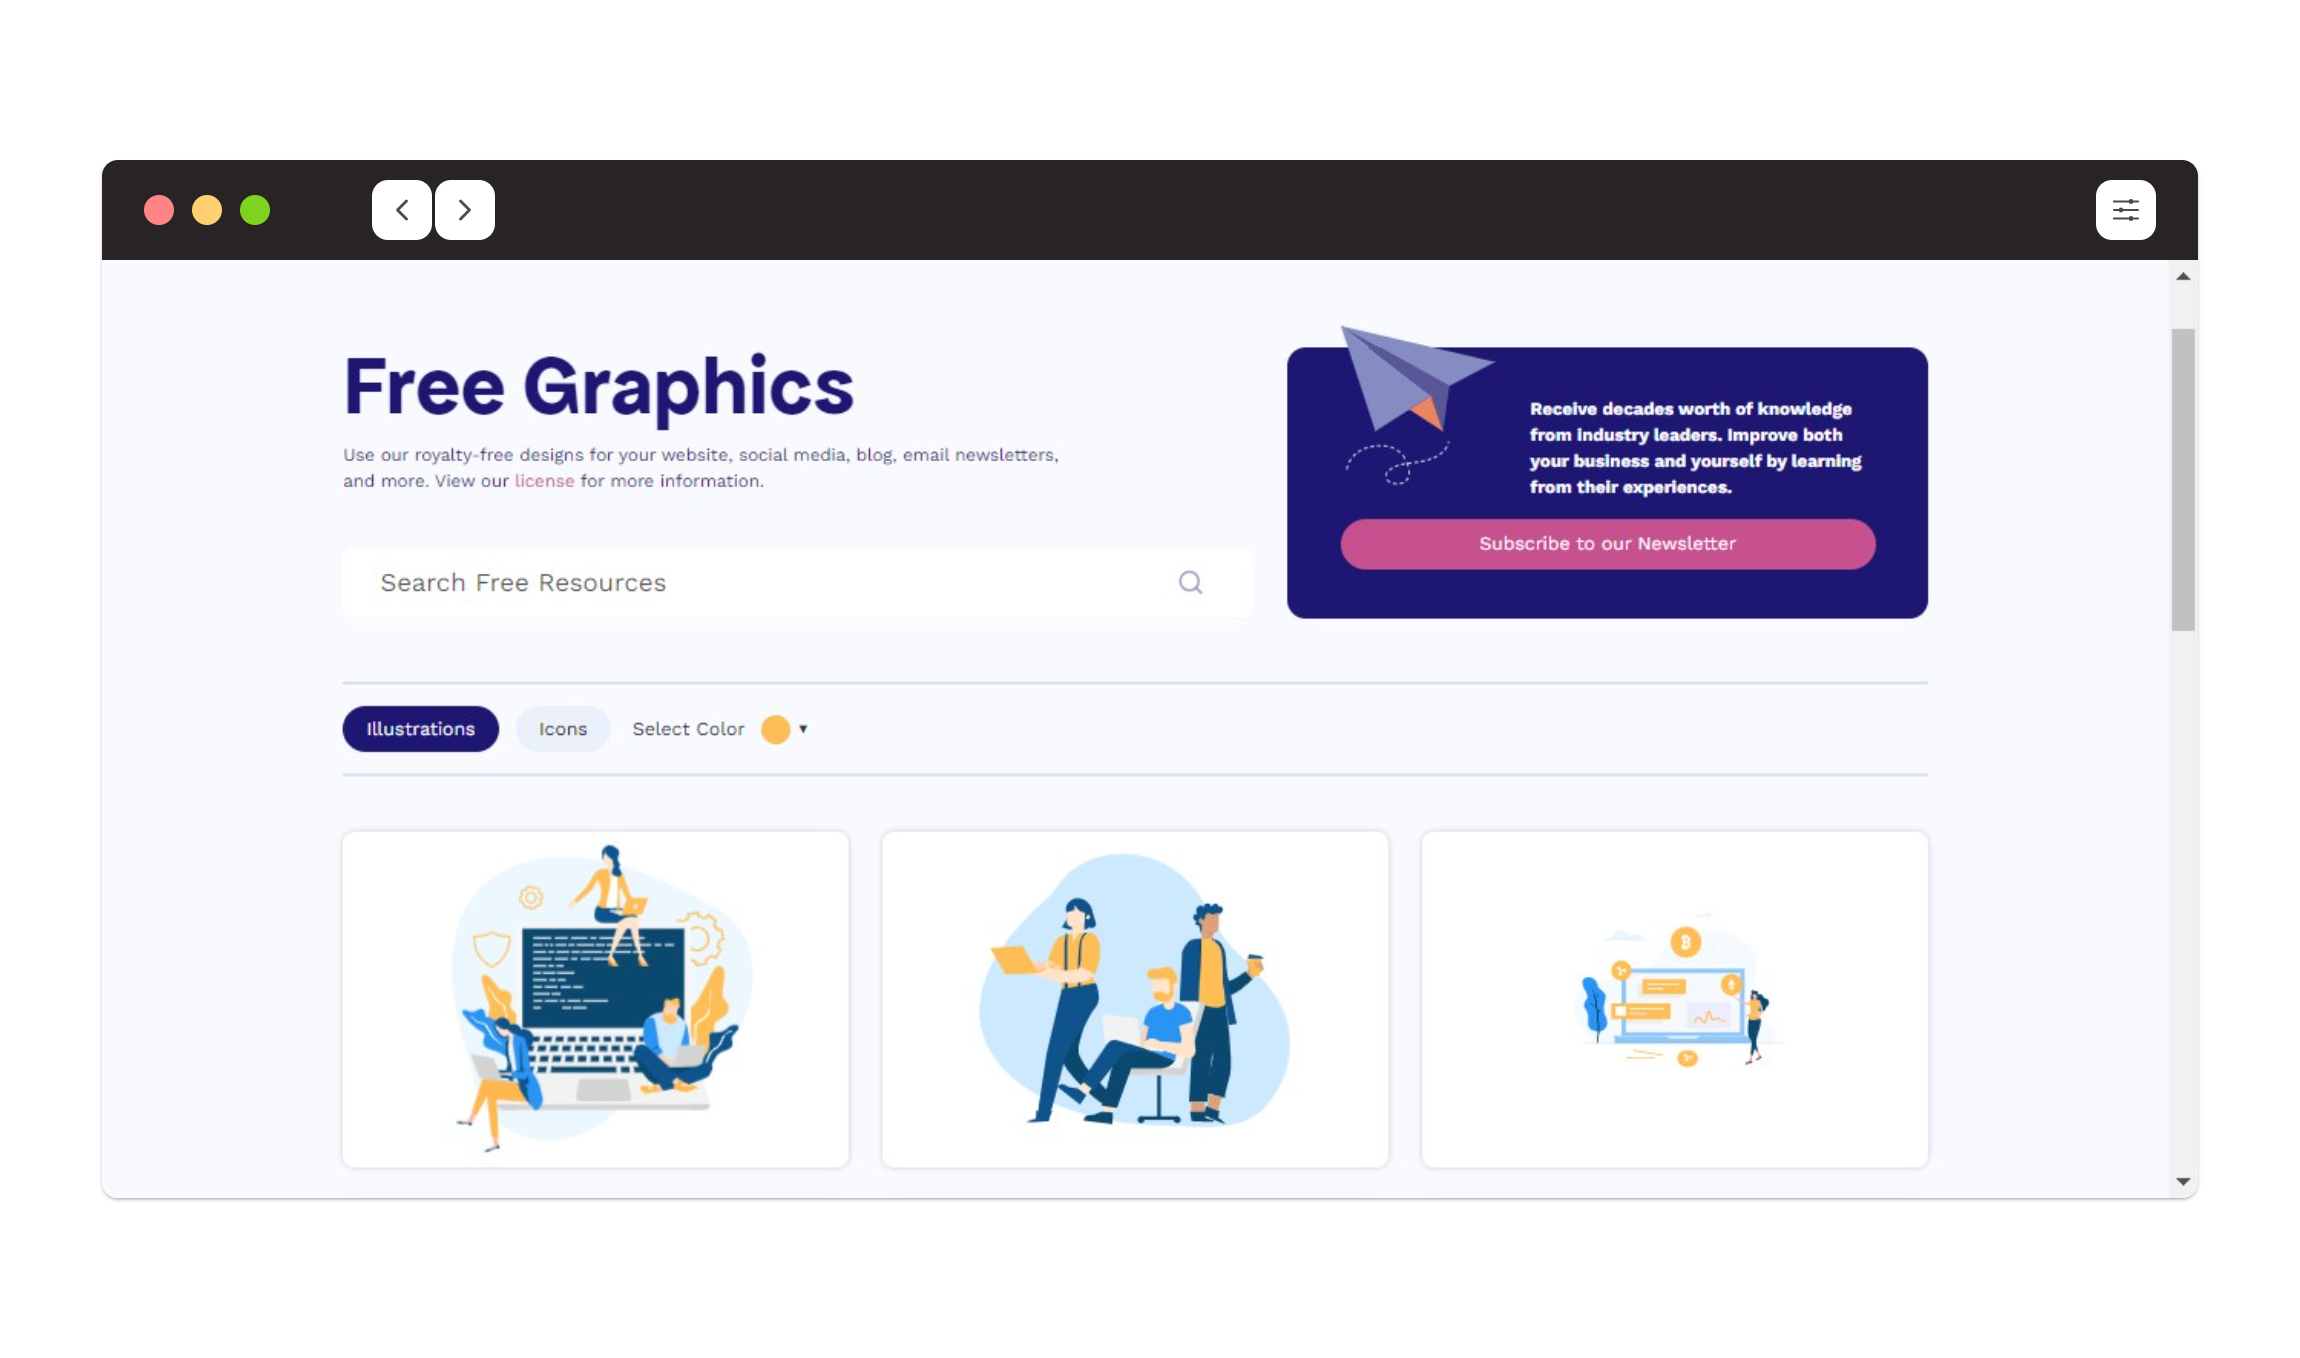 Free Graphics
Use our royalty-free designs for your website, social media, blog, email newsletters,
and more. View our license for more information.
Search Free Resources
Receive decades worth of knowledge
from industry leaders. Improve both
your business and yourself by learning
from their experiences.
Subscribe to our Newsletter
Illustrations
Icons
Select Color